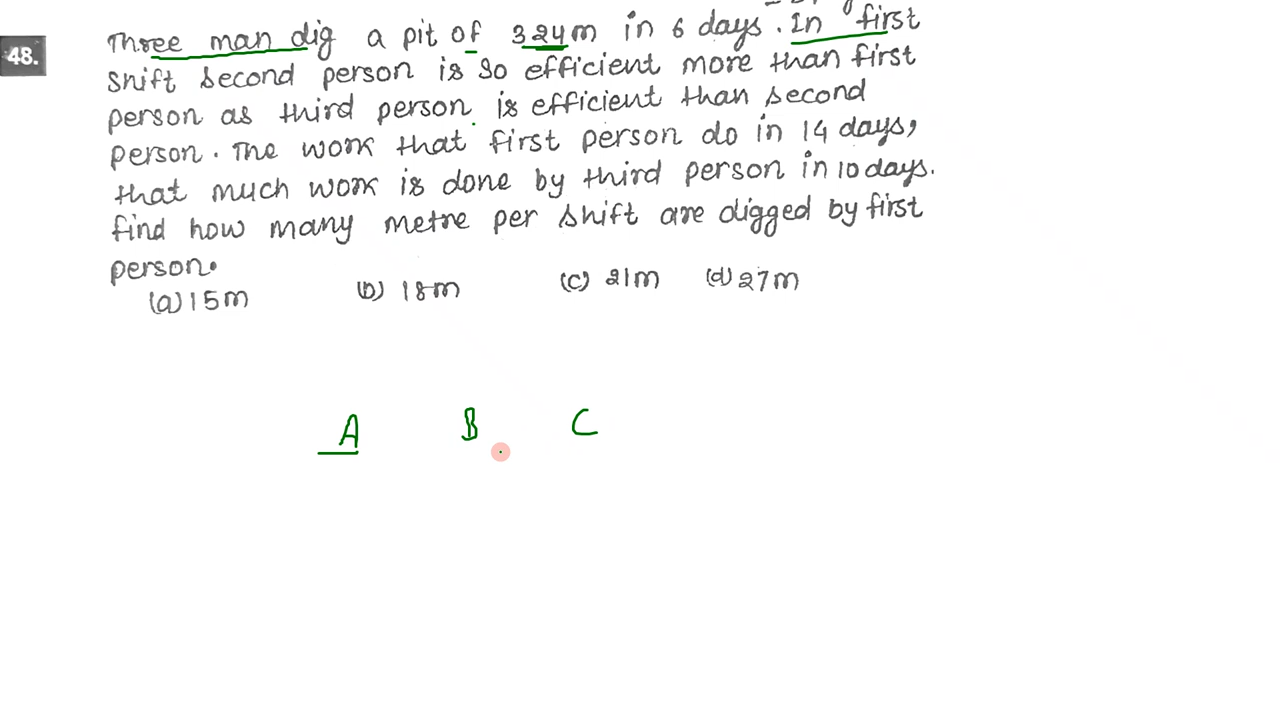 48.
Three man dig a pit of 324m in 6 days. In first
shift second person is so efficient more than first
person as third person is efficient than second
person. The work that first person do in 14 days,
that much work is done by third person in 10 days.
find how many metre per shift are digged by first
person.
(a) 15m (b) 18m (c) 21m (d) 27m
A B C